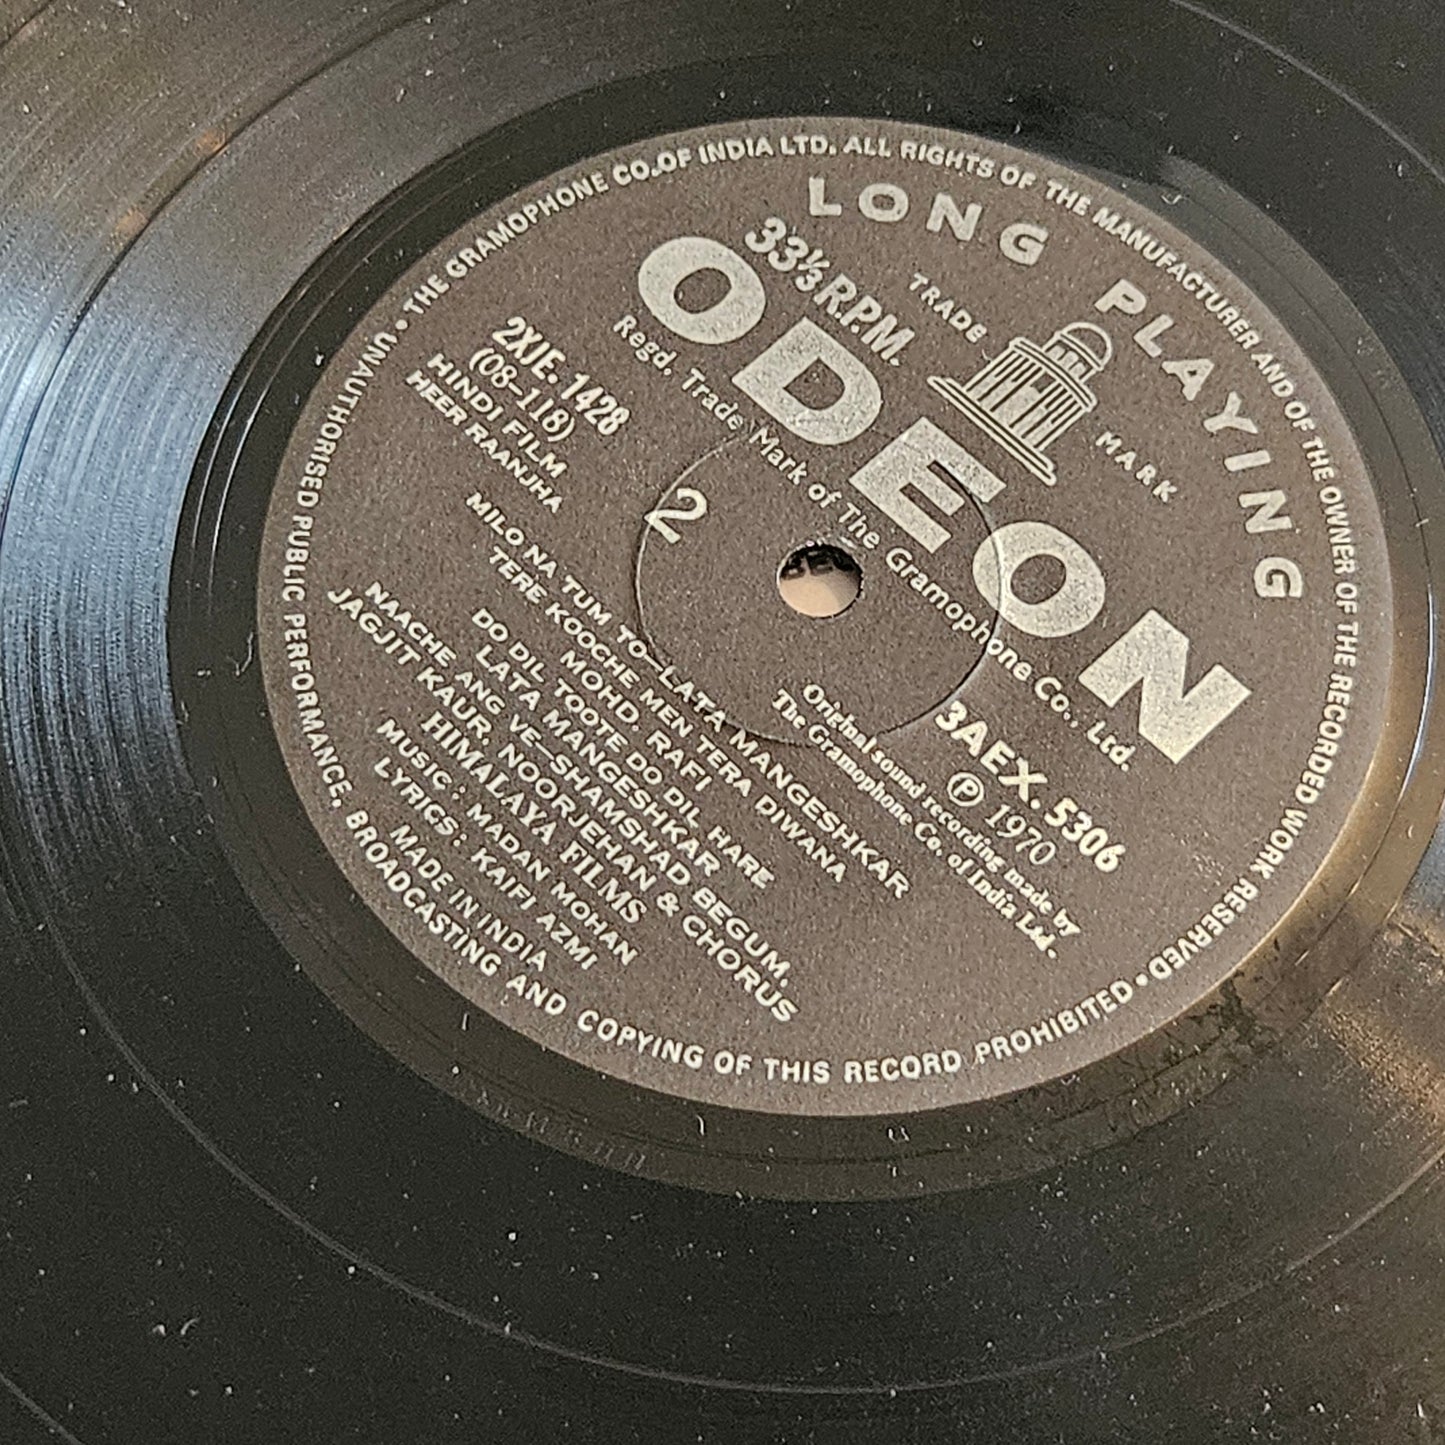 THE GRAMOPHONE CO. OF INDIA LTD. ALL RIGHTS OF THE MANUFACTURER AND OF THE OWNER OF THE RECORDED WORK RESERVED • UNAUTHORISED PUBLIC PERFORMANCE, BROADCASTING AND COPYING OF THIS RECORD PROHIBITED •
LONG PLAYING
33⅓ R.P.M.
TRADE MARK
ODEON
Regd. Trade Mark of The Gramophone Co., Ltd.
2XJE. 1428
(08–118)
HINDI FILM
HEER RAANJHA
2
3AEX. 5306
℗ 1970
Original sound recording made by
The Gramophone Co. of India Ltd.
MILO NA TUM TO—LATA MANGESHKAR
TERE KOOCHE MEN TERA DIWANA
MOHD. RAFI
DO DIL TOOTE DO DIL HARE
LATA MANGESHKAR
NAACHE ANG VE—SHAMSHAD BEGUM,
JAGJIT KAUR, NOORJEHAN & CHORUS
HIMALAYA FILMS
MUSIC : MADAN MOHAN
LYRICS : KAIFI AZMI
MADE IN INDIA